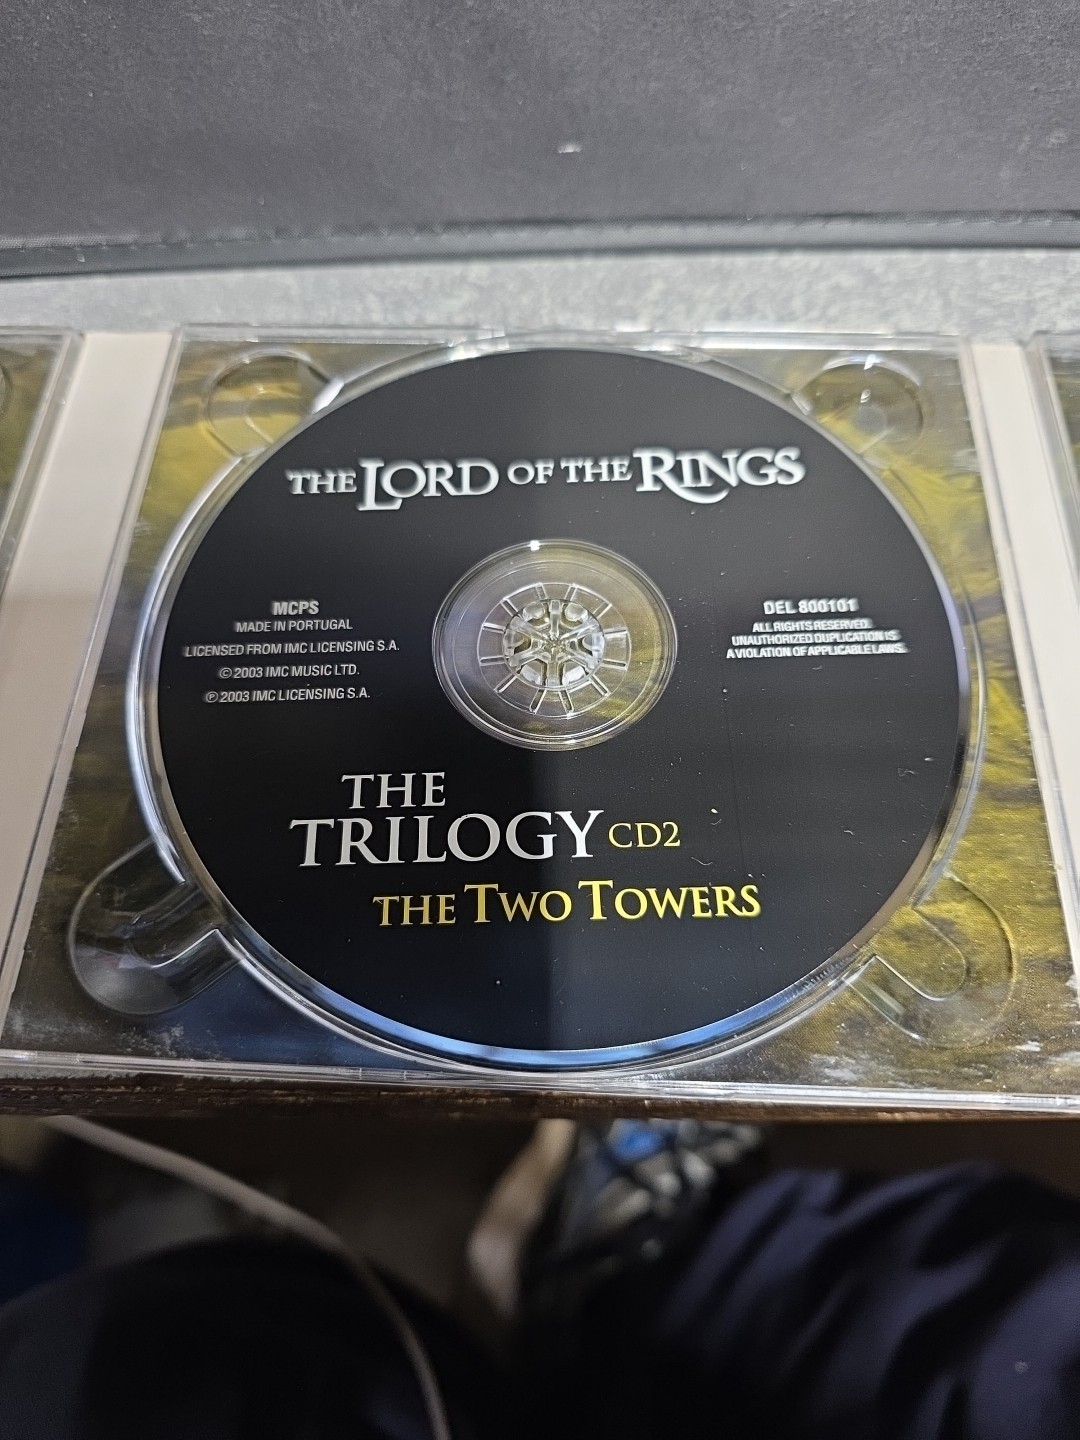 THE LORD OF THE RINGS
MCPS
MADE IN PORTUGAL
LICENSED FROM IMC LICENSING S.A.
© 2003 IMC MUSIC LTD.
℗ 2003 IMC LICENSING S.A.
DEL 800101
ALL RIGHTS RESERVED.
UNAUTHORIZED DUPLICATION IS
A VIOLATION OF APPLICABLE LAWS.
THE
TRILOGY CD2
THE TWO TOWERS